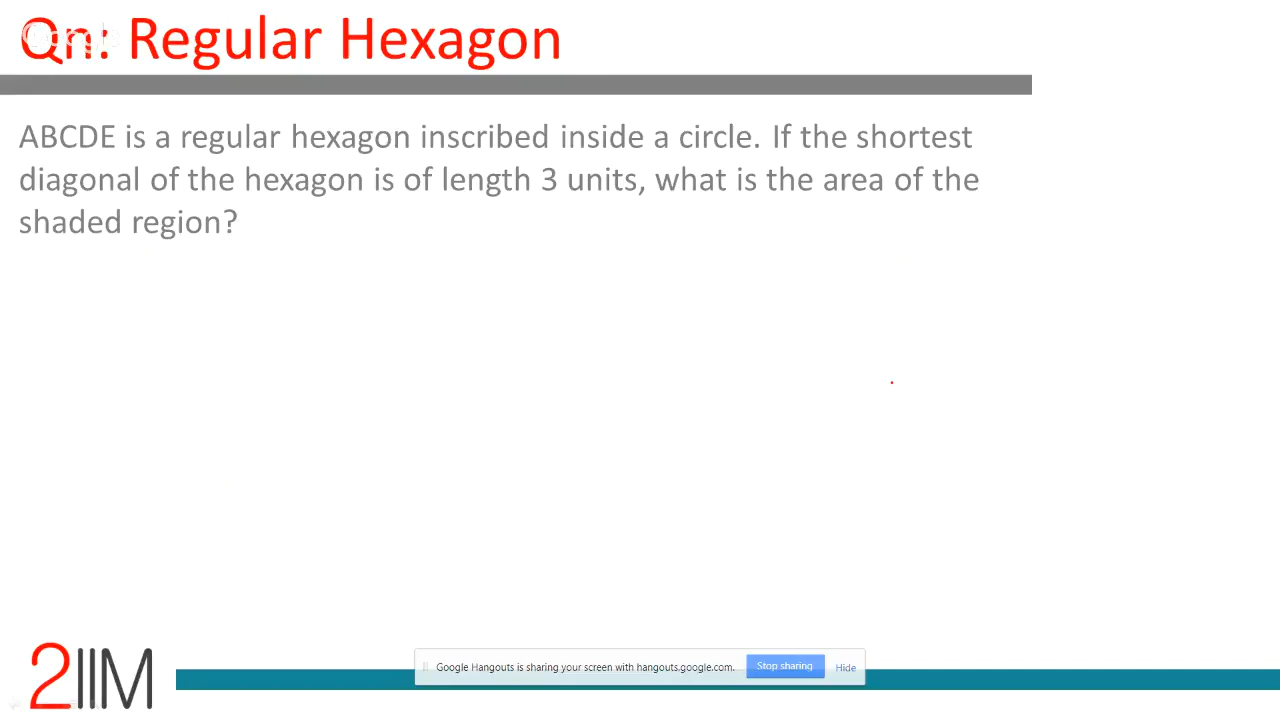 Qn: Regular Hexagon
ABCDE is a regular hexagon inscribed inside a circle. If the shortest
diagonal of the hexagon is of length 3 units, what is the area of the
shaded region?
2IIM
Google Hangouts is sharing your screen with hangouts.google.com. Stop sharing Hide